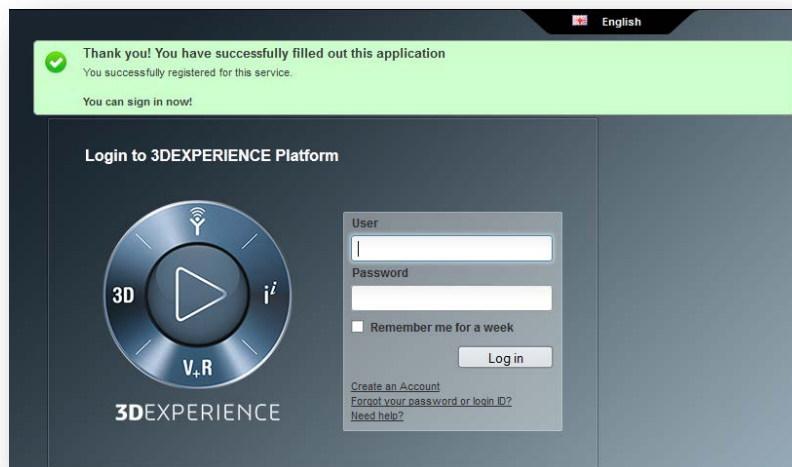 English
Thank you! You have successfully filled out this application
You successfully registered for this service.
You can sign in now!
Login to 3DEXPERIENCE Platform
User
Password
3D
i i
V+R
Remember me for a week
Log in
Create an Account
Forgot your password or login ID?
Need help?
3DEXPERIENCE